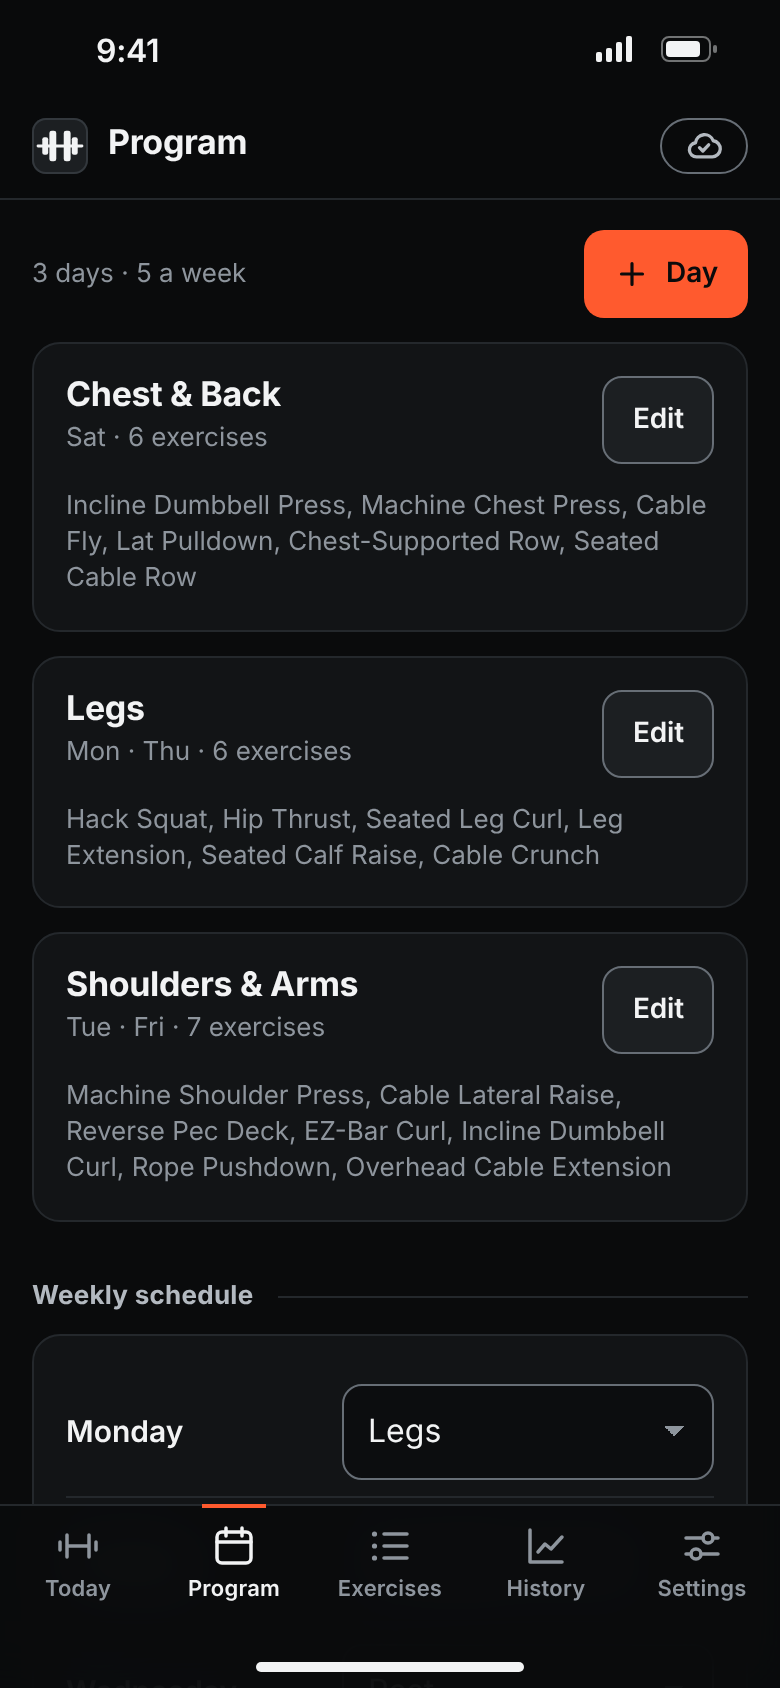 9:41
Program
3 days · 5 a week
+ Day
Chest & Back
Edit
Sat · 6 exercises
Incline Dumbbell Press, Machine Chest Press, Cable
Fly, Lat Pulldown, Chest-Supported Row, Seated
Cable Row
Legs
Edit
Mon · Thu · 6 exercises
Hack Squat, Hip Thrust, Seated Leg Curl, Leg
Extension, Seated Calf Raise, Cable Crunch
Shoulders & Arms
Edit
Tue · Fri · 7 exercises
Machine Shoulder Press, Cable Lateral Raise,
Reverse Pec Deck, EZ-Bar Curl, Incline Dumbbell
Curl, Rope Pushdown, Overhead Cable Extension
Weekly schedule
Monday
Legs
Today
Program
Exercises
History
Settings